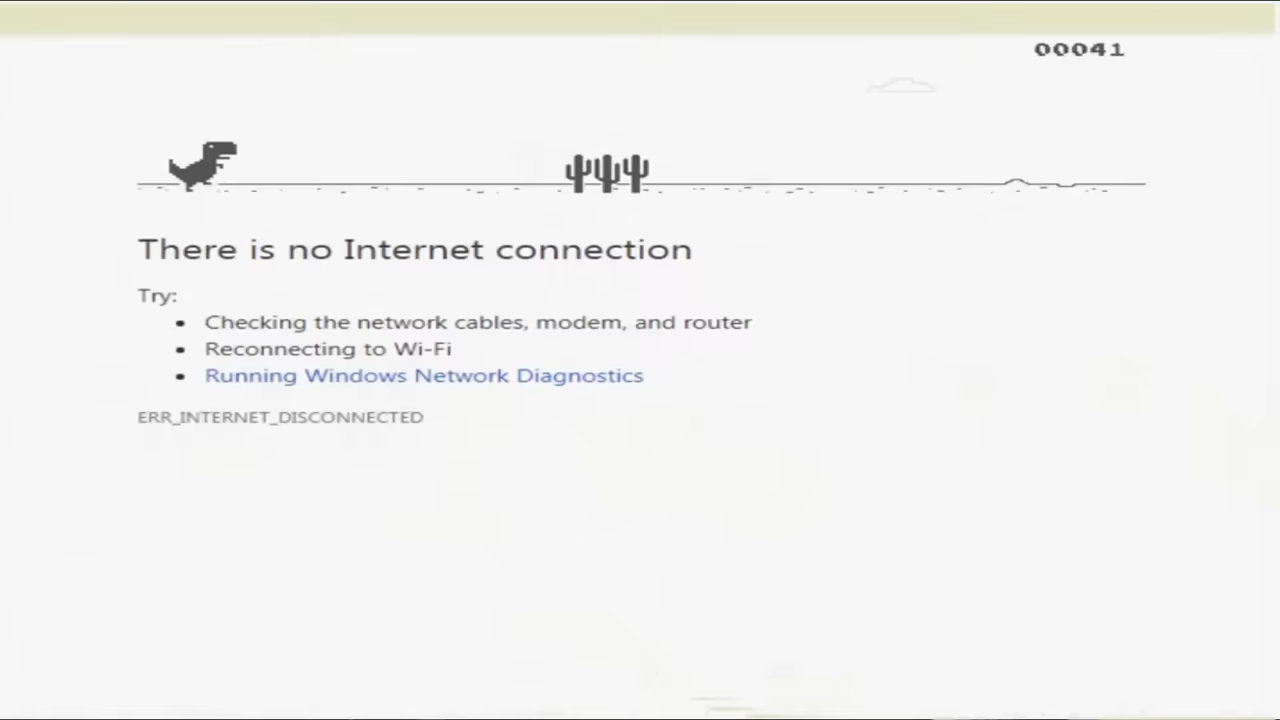 00041
There is no Internet connection
Try:
• Checking the network cables, modem, and router
• Reconnecting to Wi-Fi
• Running Windows Network Diagnostics
ERR_INTERNET_DISCONNECTED